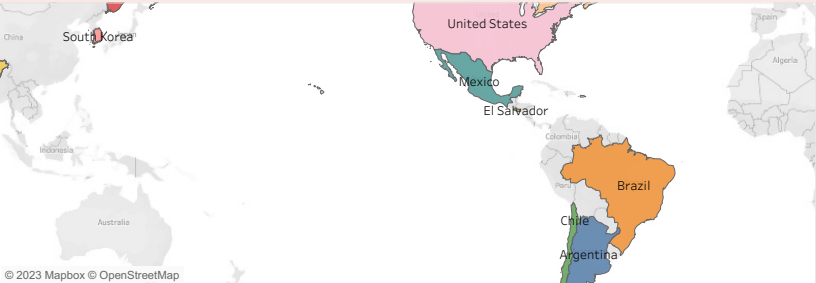 Spain
United States
China
South Korea
Algeria
Mexico
El Salvador
Colombia
Indonesia
Peru
Brazil
Chile
Australia
Argentina
© 2023 Mapbox © OpenStreetMap